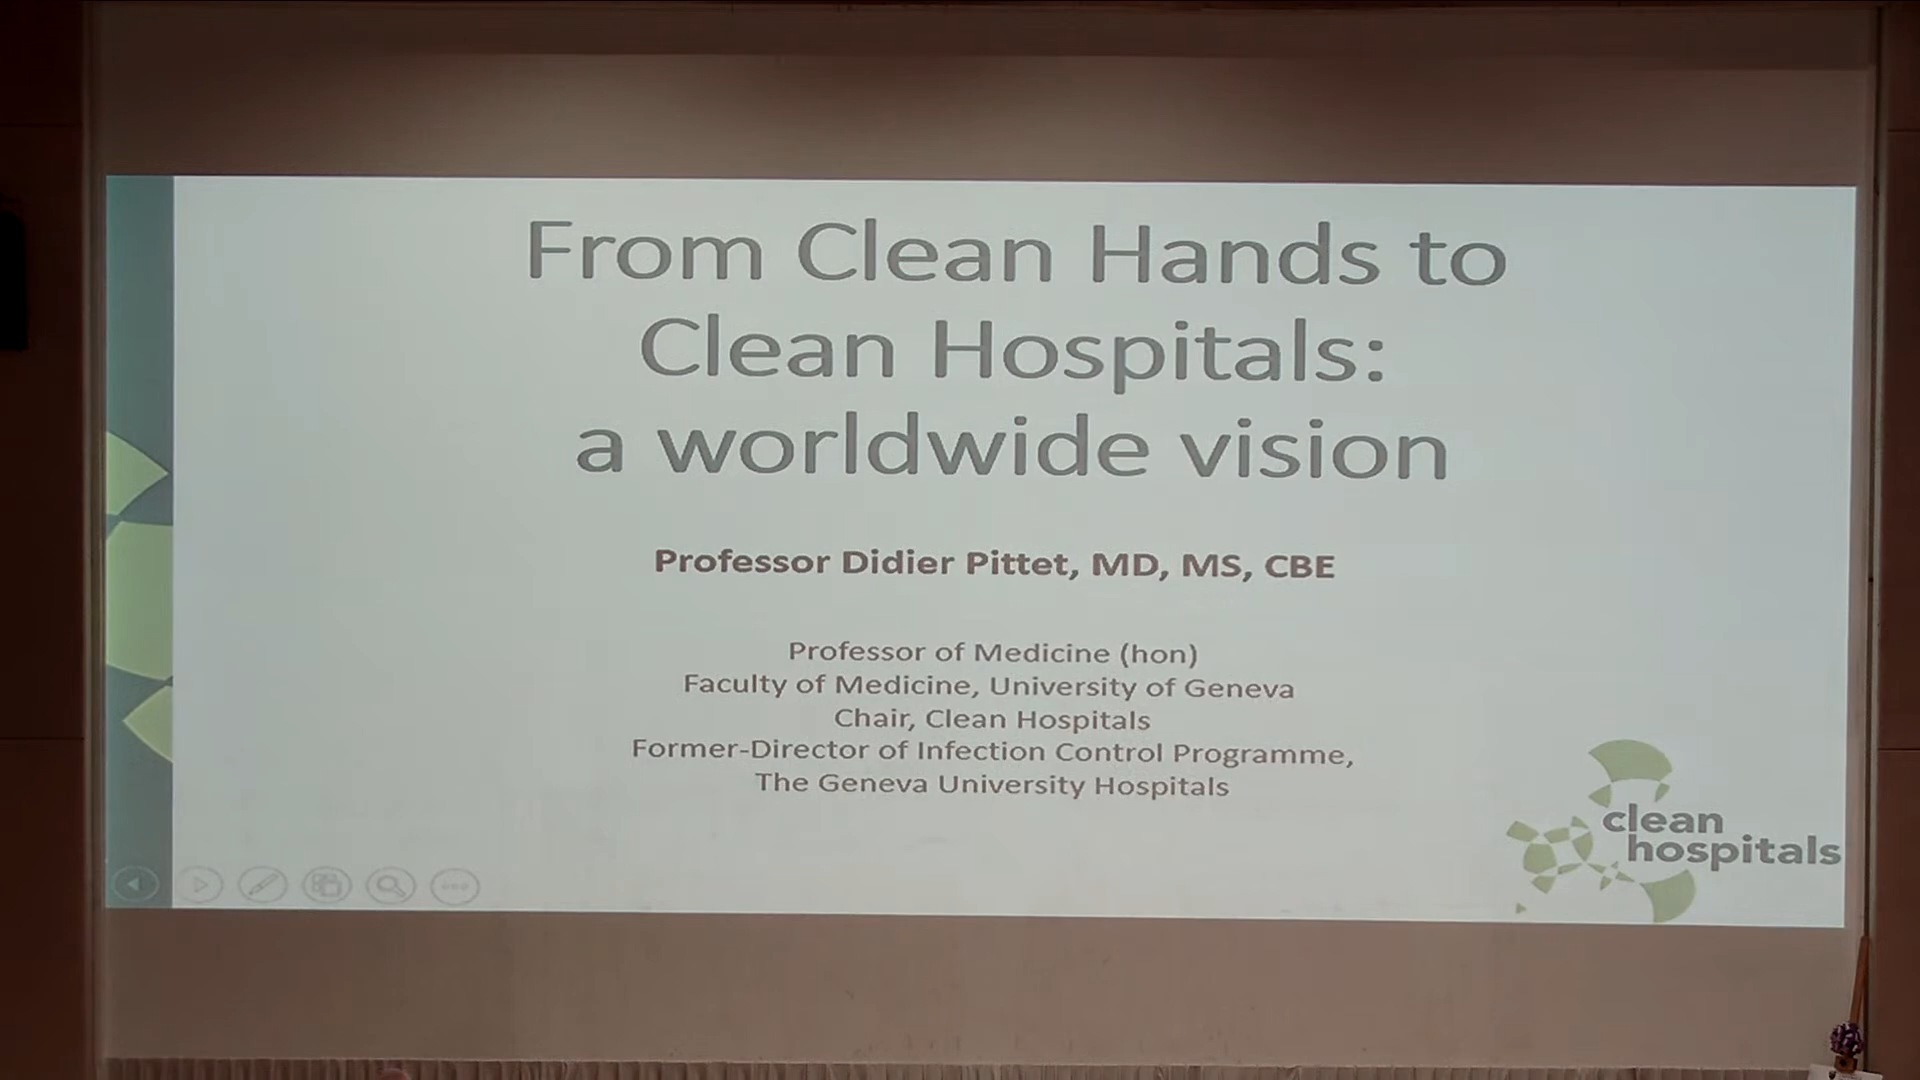 From Clean Hands to
Clean Hospitals:
a worldwide vision
Professor Didier Pittet, MD, MS, CBE
Professor of Medicine (hon)
Faculty of Medicine, University of Geneva
Chair, Clean Hospitals
Former-Director of Infection Control Programme,
The Geneva University Hospitals
clean
hospitals